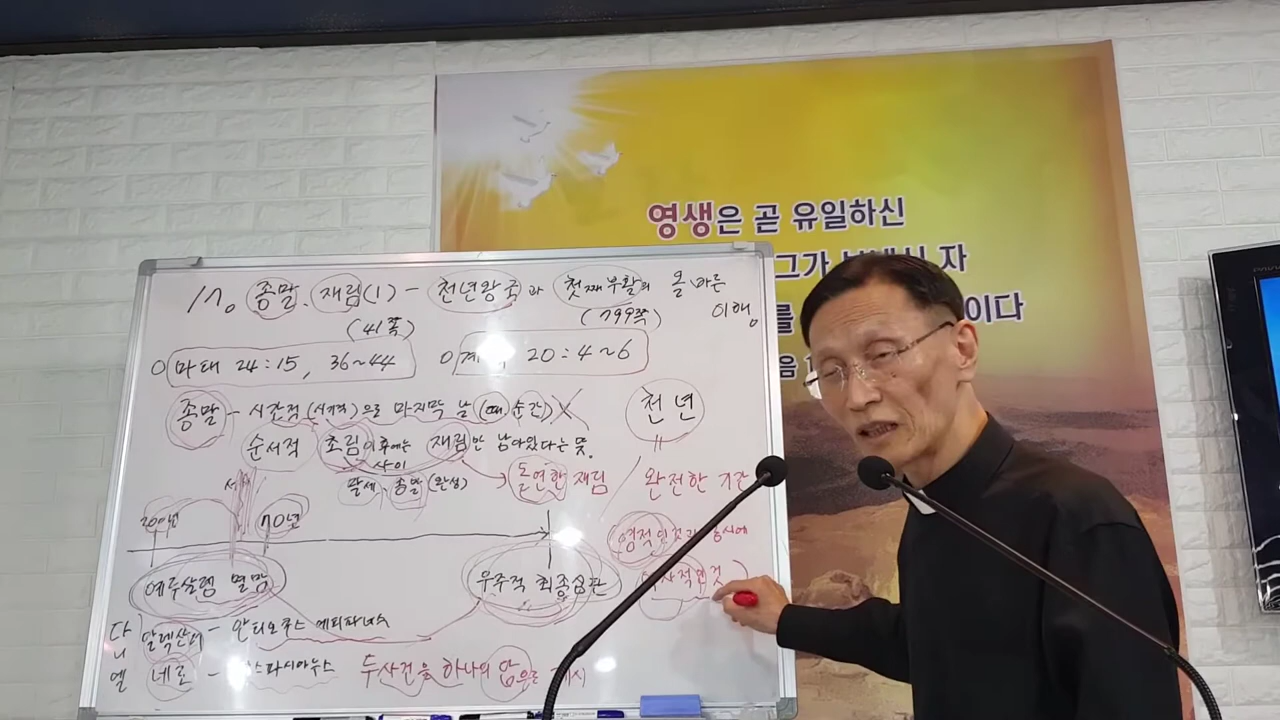 영생은 곧 유일하신
그가 보내신 자
를
이다
17. 종말, 재림(1) - 천년왕국과 첫째부활의 올바른
이해.
(41쪽) (799쪽)
○ 마태 24:15, 36~44 ○ 계 20:4~6
종말 - 시간적(시기적)으로 마지막 날(때 순간) X 천년
순서적 초림이후에는 재림만 남아있다는 뜻.
사이
말세, 종말(완성) → 돌연한 재림 완전한 기간
70년
영적인것과 동시에
예루살렘 멸망 우주적 최종심판
다니엘 알렉산더 - 안티오쿠스 에피파네스
네로 - 두사건을 하나의